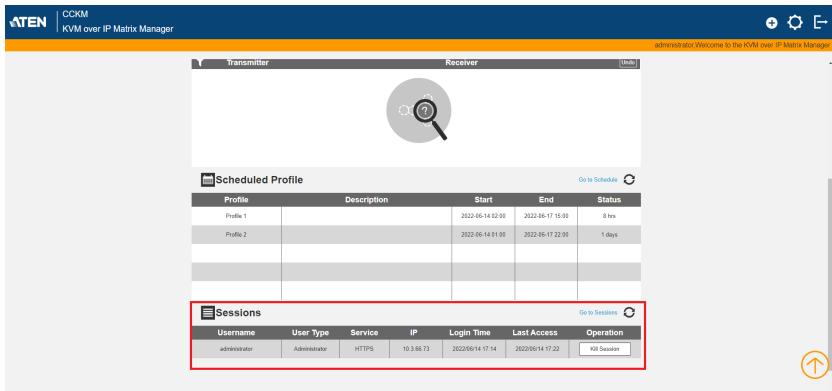 ATEN
CCKM
KVM over IP Matrix Manager
administrator,Welcome to the KVM over IP Matrix Manager
Transmitter Receiver Undo
?
Scheduled Profile Go to Schedule
Profile Description Start End Status
Profile 1 2022-06-14 02:00 2022-06-17 15:00 8 hrs
Profile 2 2022-06-14 01:00 2022-06-17 22:00 1 days
Sessions Go to Sessions
Username User Type Service IP Login Time Last Access Operation
administrator Administrator HTTPS 10.3.66.73 2022/06/14 17:14 2022/06/14 17:22 Kill Session